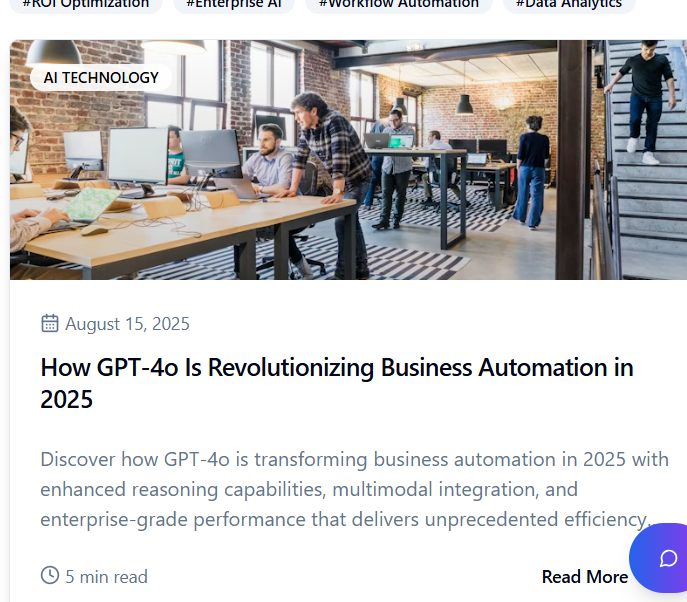 #ROI Optimization #Enterprise AI #Workflow Automation #Data Analytics
AI TECHNOLOGY
August 15, 2025
How GPT-4o Is Revolutionizing Business Automation in
2025
Discover how GPT-4o is transforming business automation in 2025 with
enhanced reasoning capabilities, multimodal integration, and
enterprise-grade performance that delivers unprecedented efficiency.
5 min read Read More